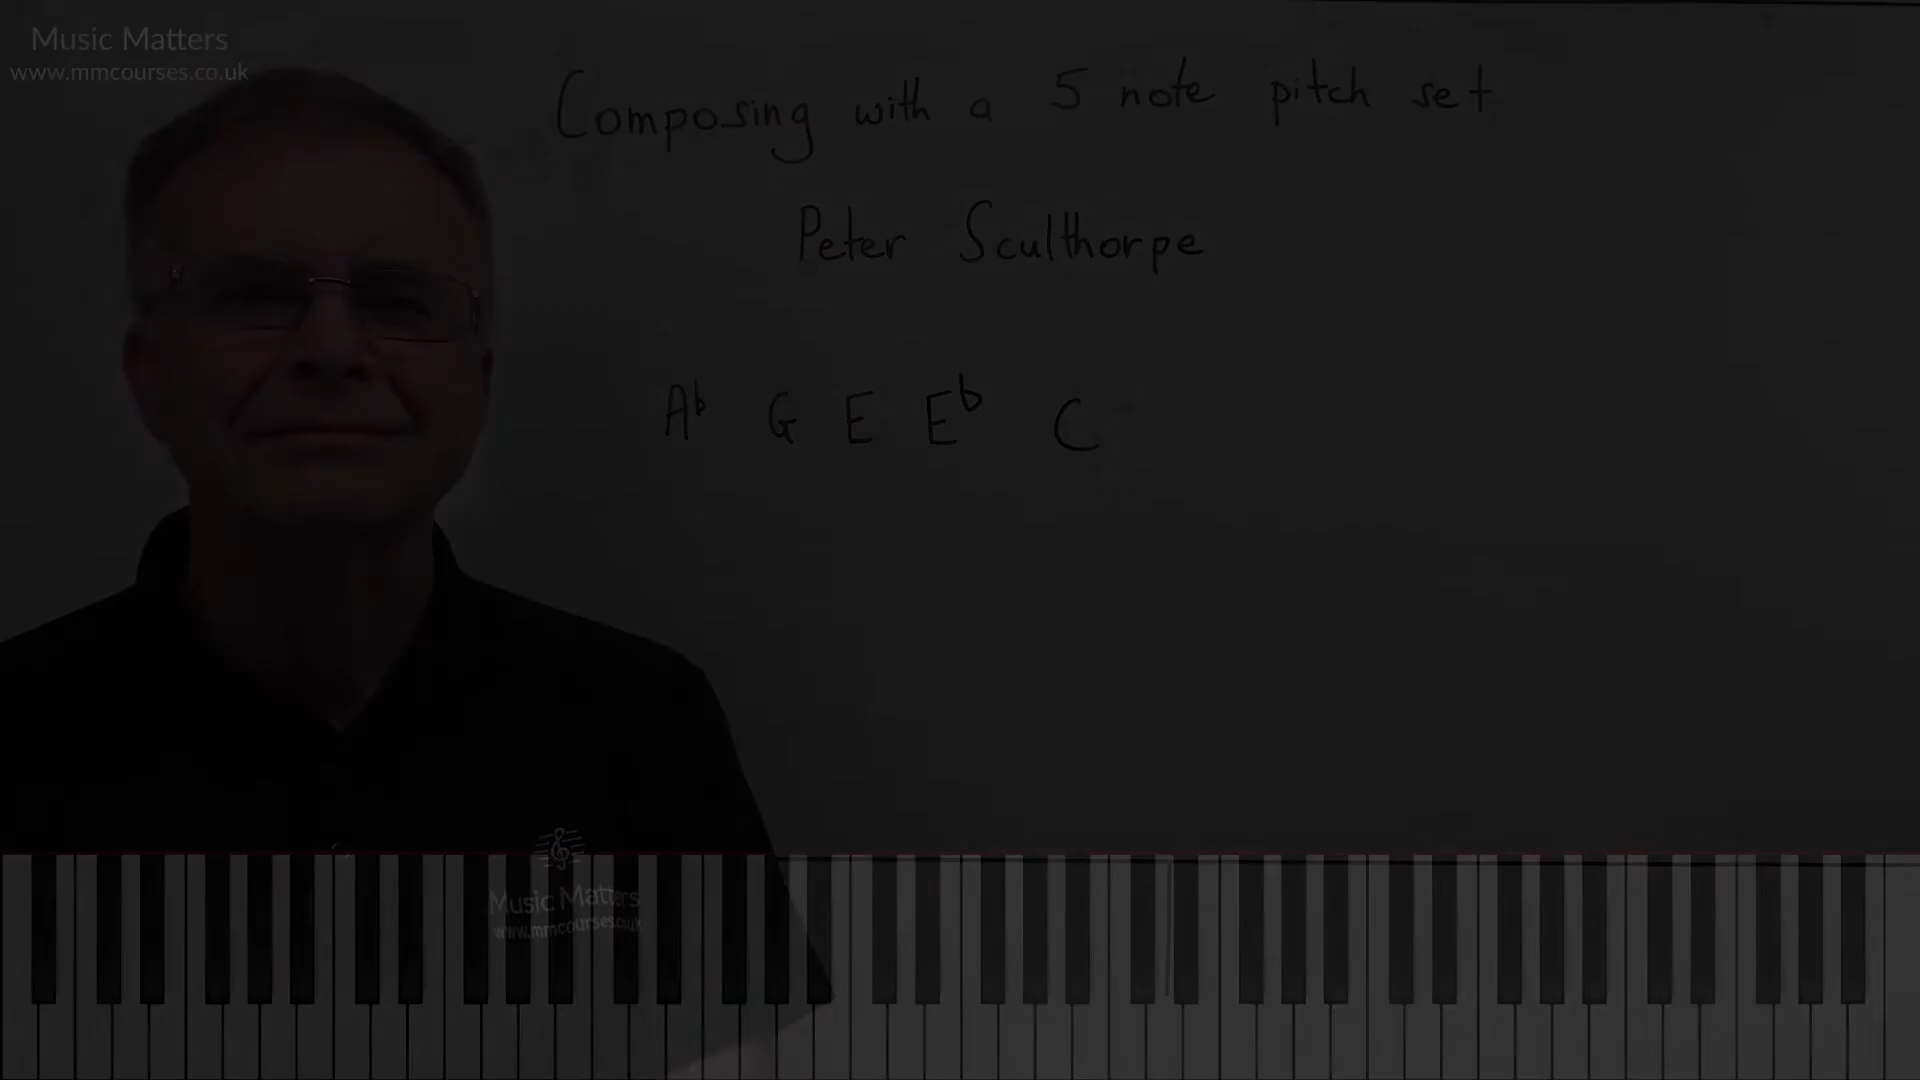 Music Matters
www.mmcourses.co.uk
Composing with a 5 note pitch set
Peter Sculthorpe
A♭ G E E♭ C
Music Matters
www.mmcourses.co.uk